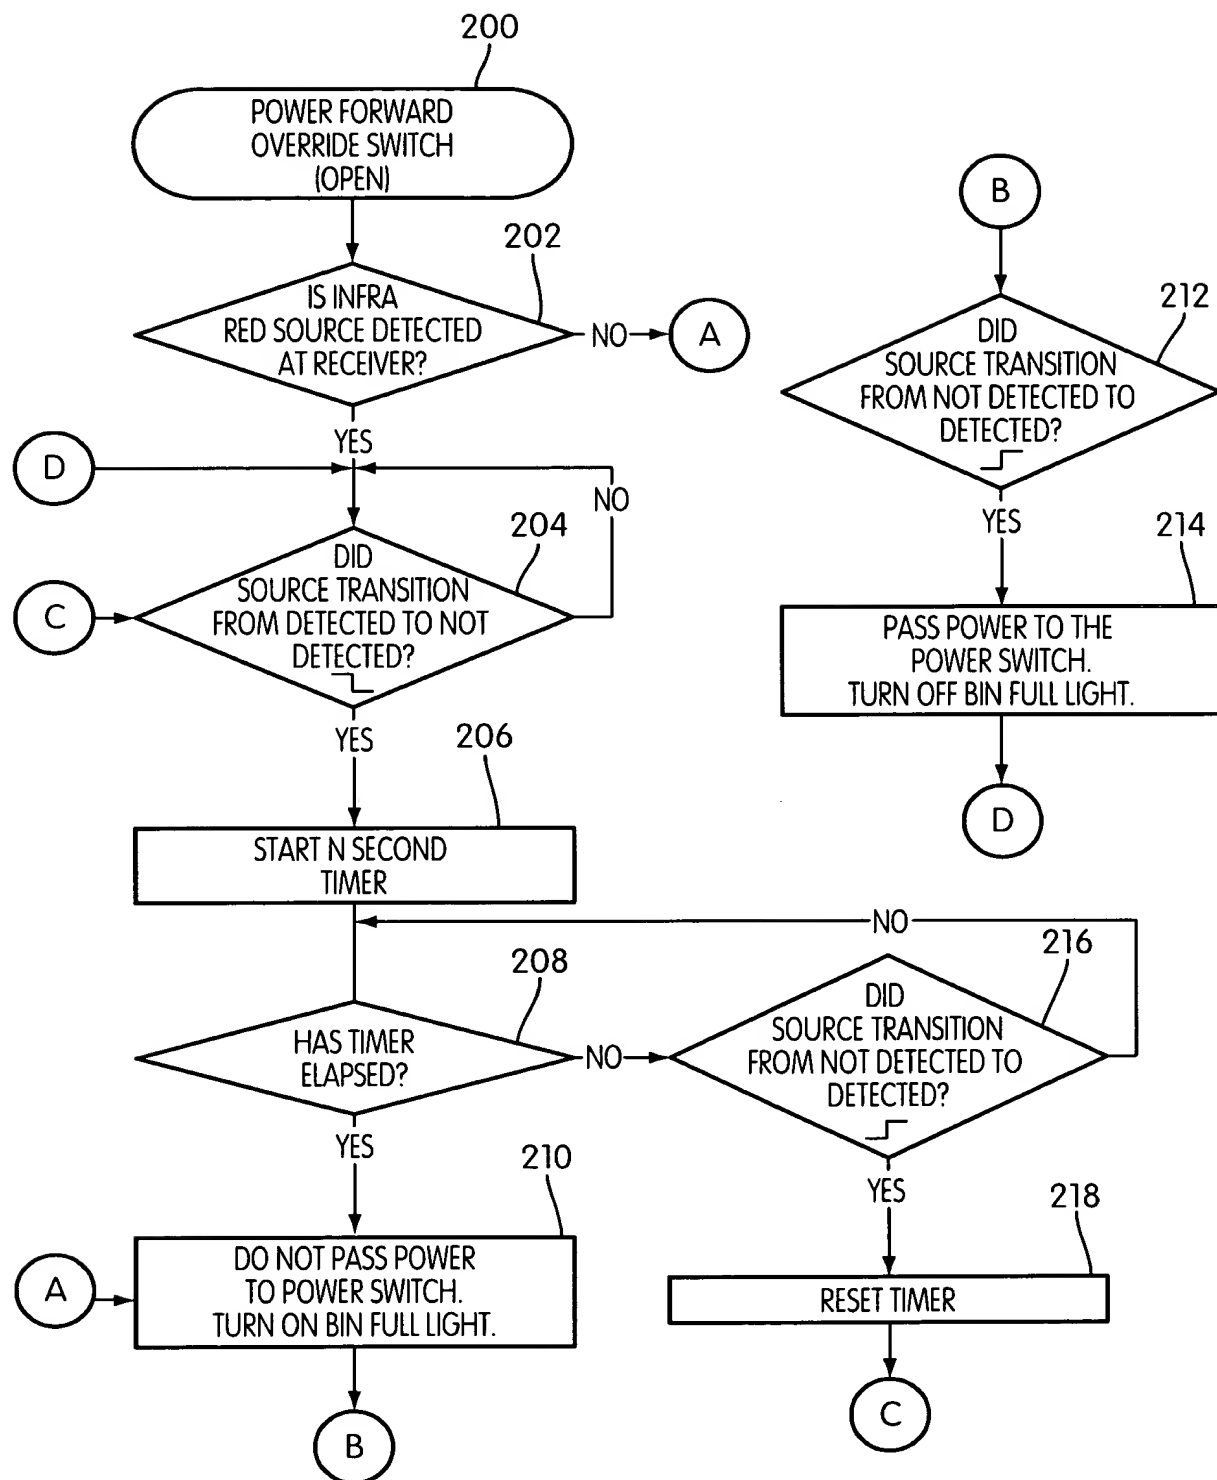 200
POWER FORWARD
OVERRIDE SWITCH
(OPEN)
202
IS INFRA
RED SOURCE DETECTED
AT RECEIVER?
NO
A
YES
D
NO
204
DID
SOURCE TRANSITION
FROM DETECTED TO NOT
DETECTED?
C
YES
206
START N SECOND
TIMER
208
HAS TIMER
ELAPSED?
NO
YES
210
A
DO NOT PASS POWER
TO POWER SWITCH.
TURN ON BIN FULL LIGHT.
B
B
212
DID
SOURCE TRANSITION
FROM NOT DETECTED TO
DETECTED?
YES
214
PASS POWER TO THE
POWER SWITCH.
TURN OFF BIN FULL LIGHT.
D
NO
216
DID
SOURCE TRANSITION
FROM NOT DETECTED TO
DETECTED?
YES
218
RESET TIMER
C